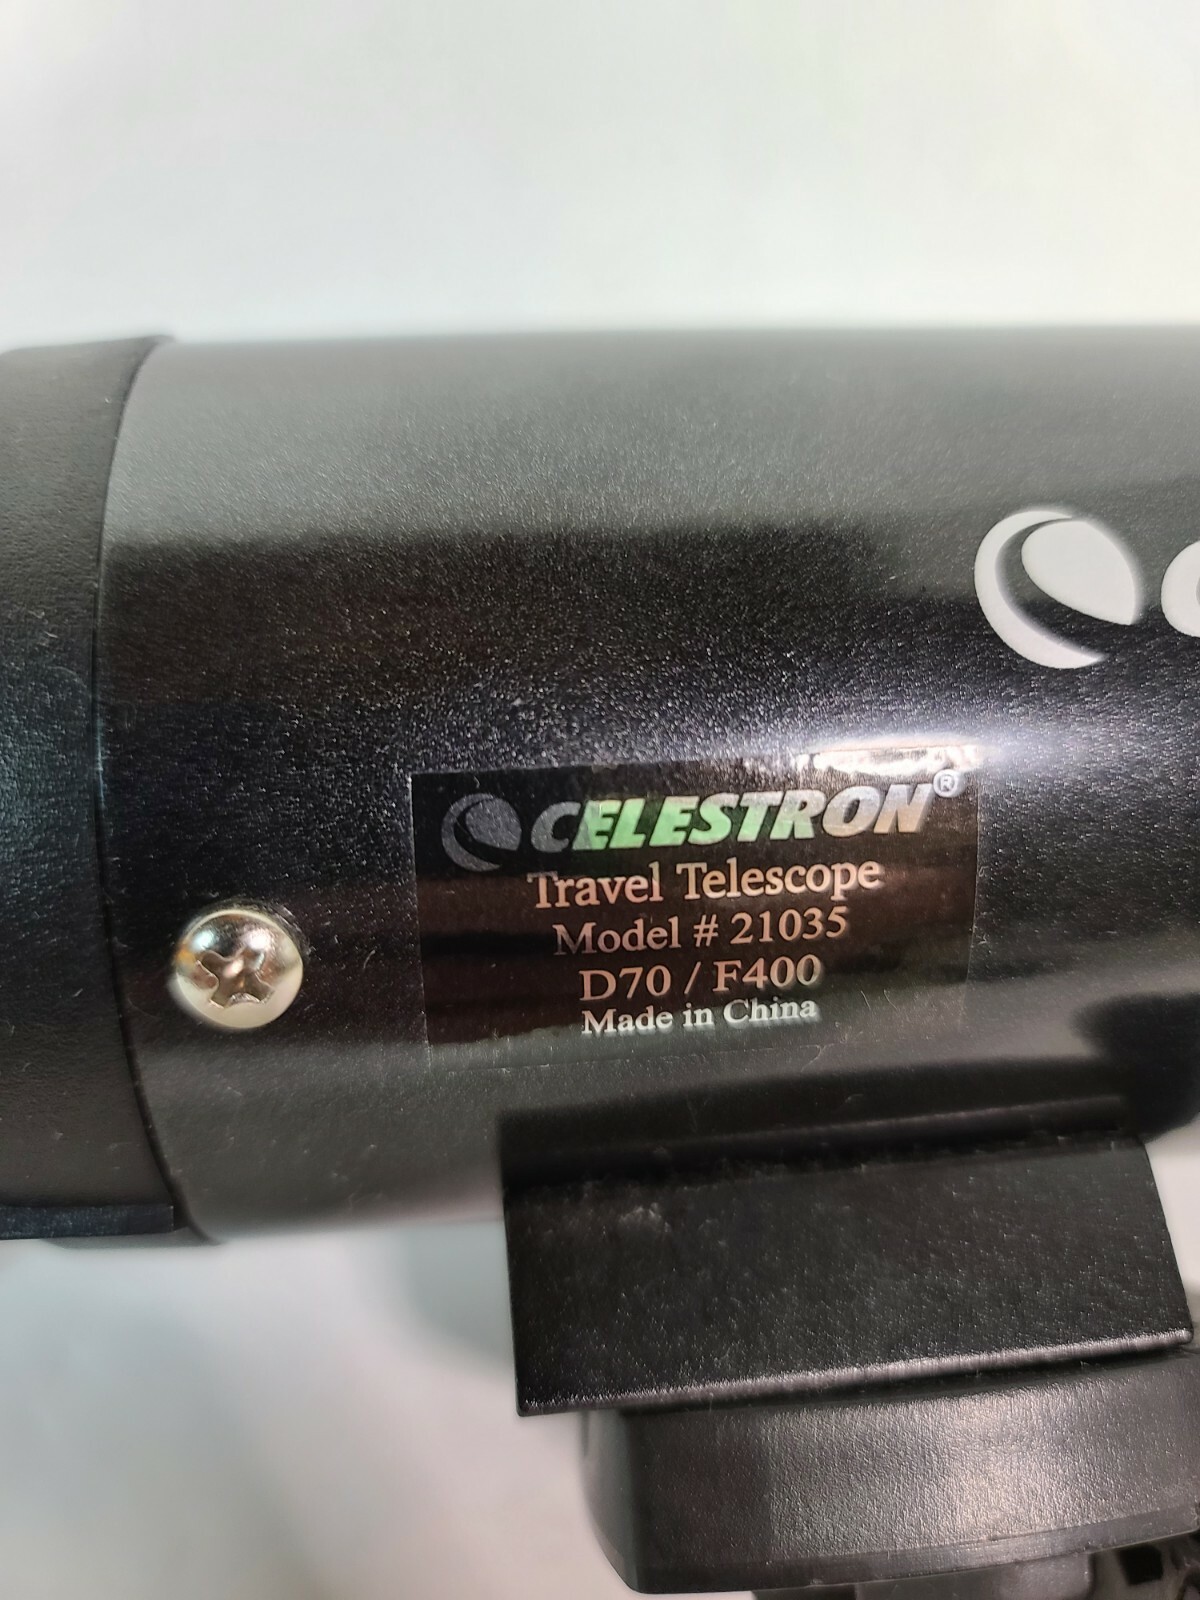 CELESTRON®
Travel Telescope
Model # 21035
D70 / F400
Made in China